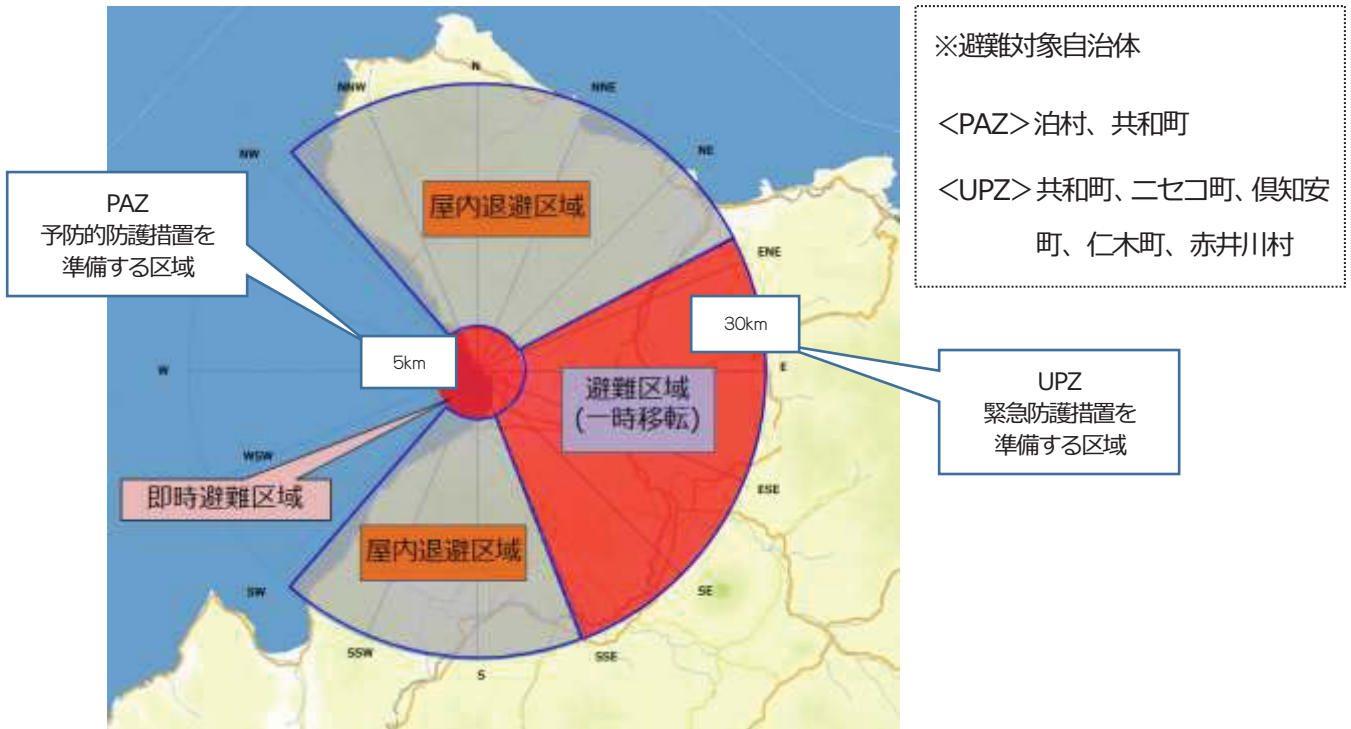 ※避難対象自治体
<PAZ>泊村、共和町
<UPZ>共和町、ニセコ町、倶知安
町、仁木町、赤井川村
N
NNW
NNE
NW
NE
屋内退避区域
PAZ
予防的防護措置を
準備する区域
ENE
30km
5km
W
E
避難区域
(一時移転)
UPZ
緊急防護措置を
準備する区域
WSW
即時避難区域
ESE
屋内退避区域
SW
SE
SSW
SSE
S